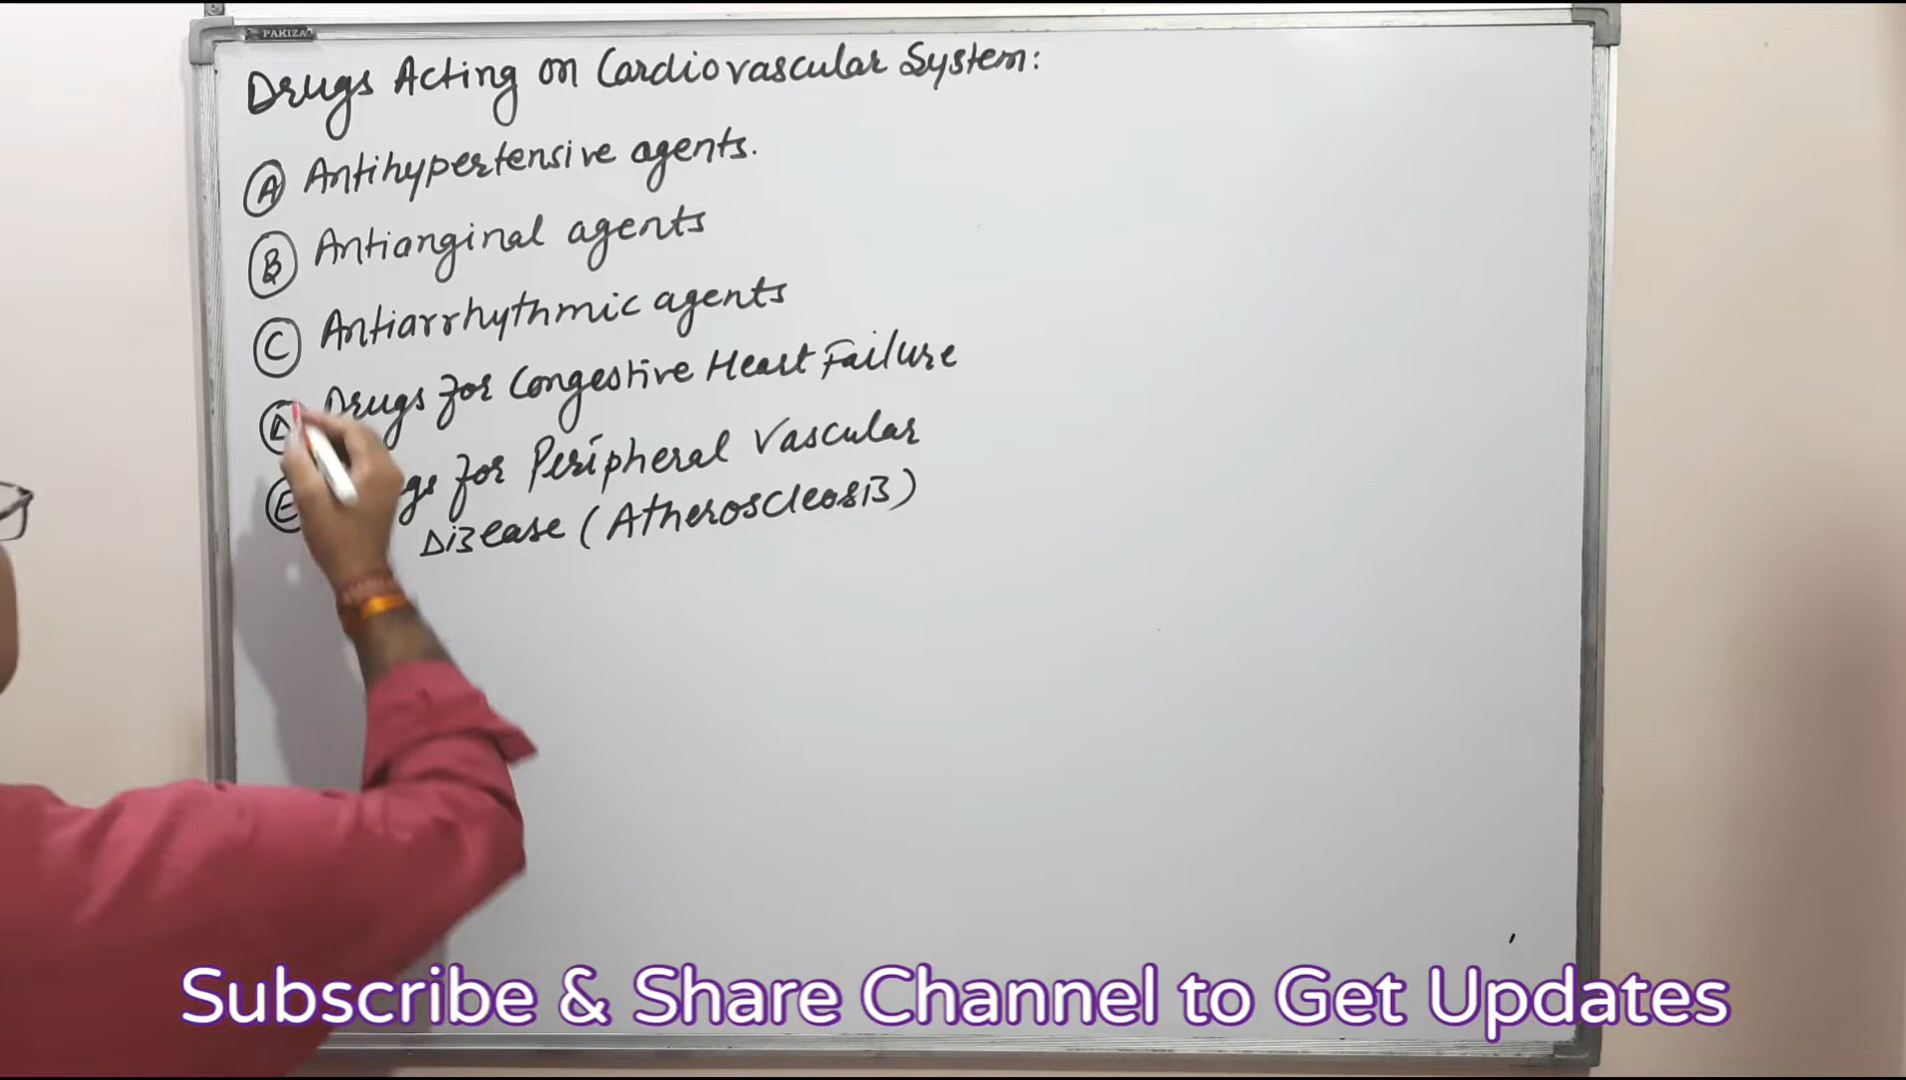 PAKIZA
Drugs Acting on Cardiovascular System:
A Antihypertensive agents.
B Antianginal agents
C Antiarrhythmic agents
D Drugs for Congestive Heart Failure
E for Peripheral Vascular
Disease (Atheroscleosis)
Subscribe & Share Channel to Get Updates